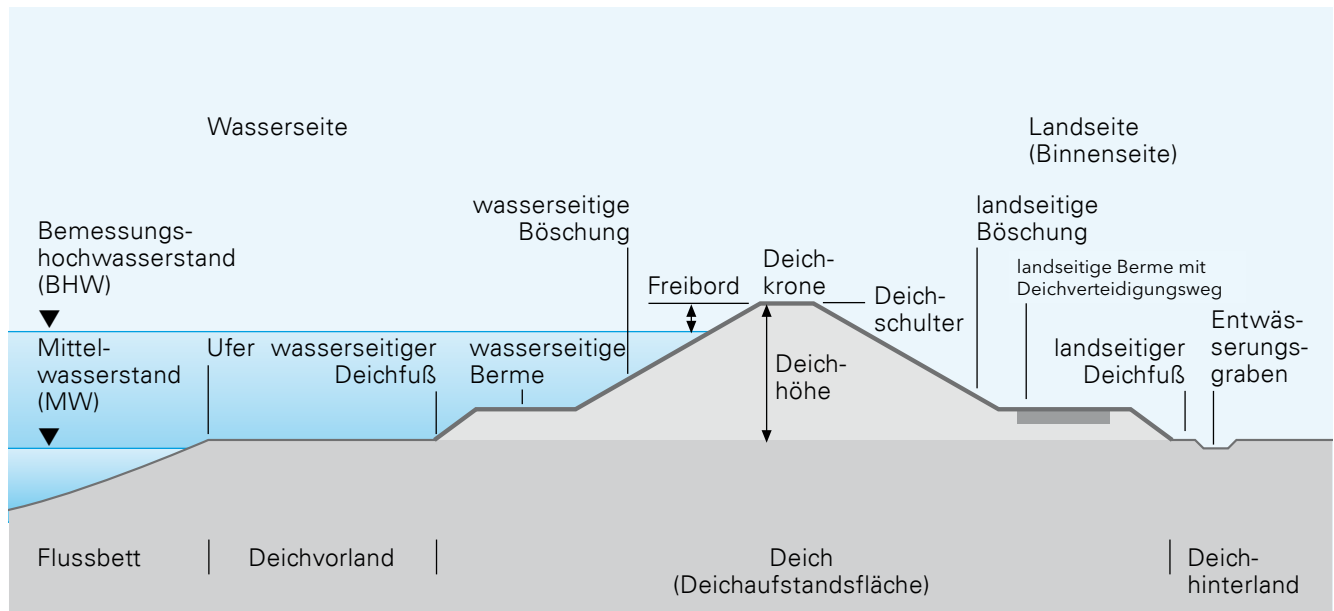 Wasserseite
Landseite
(Binnenseite)
wasserseitige
Böschung
landseitige
Böschung
Bemessungs-
hochwasserstand
(BHW)
Freibord
Deich-
krone
Deich-
schulter
landseitige Berme mit
Deichverteidigungsweg
Mittel-
wasserstand
(MW)
Ufer
wasserseitiger
Deichfuß
wasserseitige
Berme
Deich-
höhe
landseitiger
Deichfuß
Entwäs-
serungs-
graben
Flussbett
Deichvorland
Deich
(Deichaufstandsfläche)
Deich-
hinterland